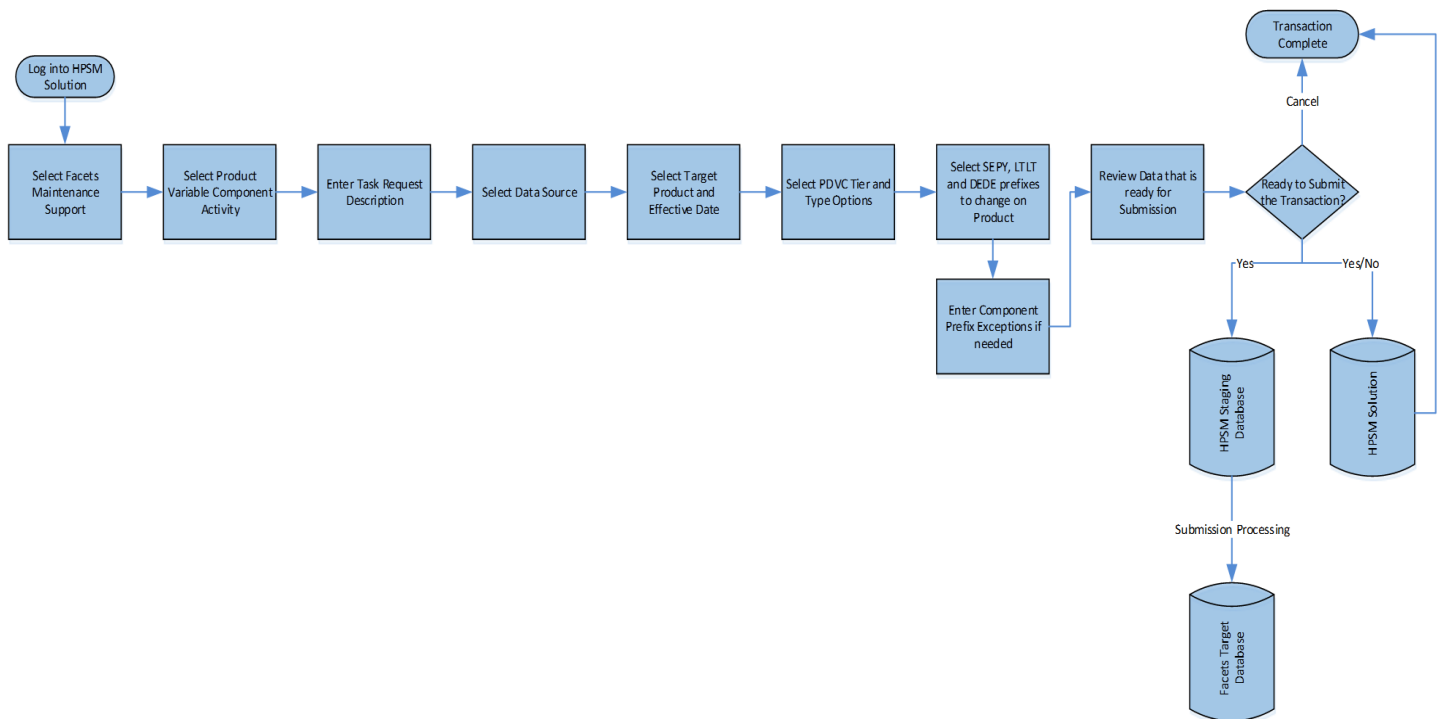 Log into HPSM
Solution
Select Facets
Maintenance
Support
Select Product
Variable Component
Activity
Enter Task Request
Description
Select Data Source
Select Target
Product and
Effective Date
Select PDVC Tier and
Type Options
Select SEPY, LTLT
and DEDE prefixes
to change on
Product
Enter Component
Prefix Exceptions if
needed
Review Data that is
ready for
Submission
Ready to Submit
the Transaction?
Cancel
Transaction
Complete
Yes
Yes/No
HPSM Staging
Database
HPSM Solution
Submission Processing
Facets Target
Database